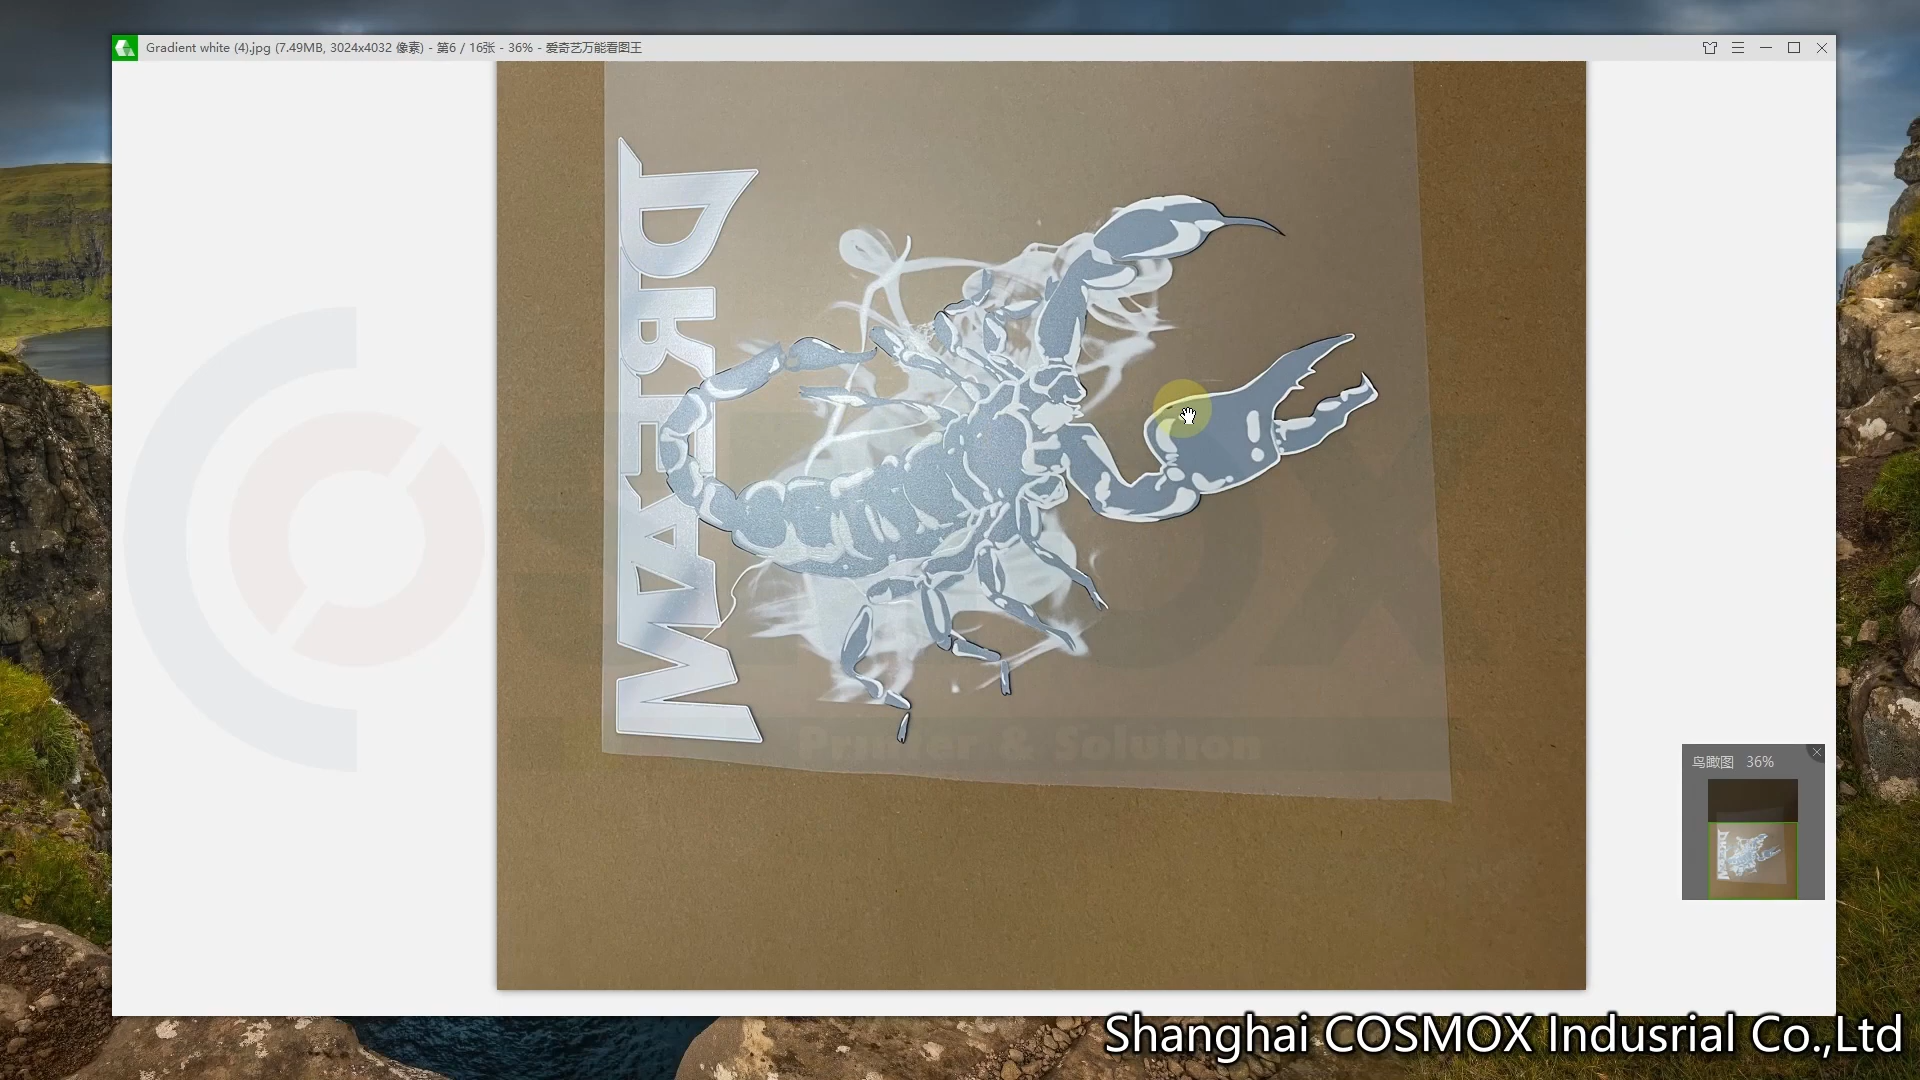 Gradient white (4).jpg (7.49MB, 3024x4032 像素) - 第6 / 16张 - 36% - 爱奇艺万能看图王
DREAM
Printer & Solution
鸟瞰图 36%
Shanghai COSMOX Indusrial Co.,Ltd